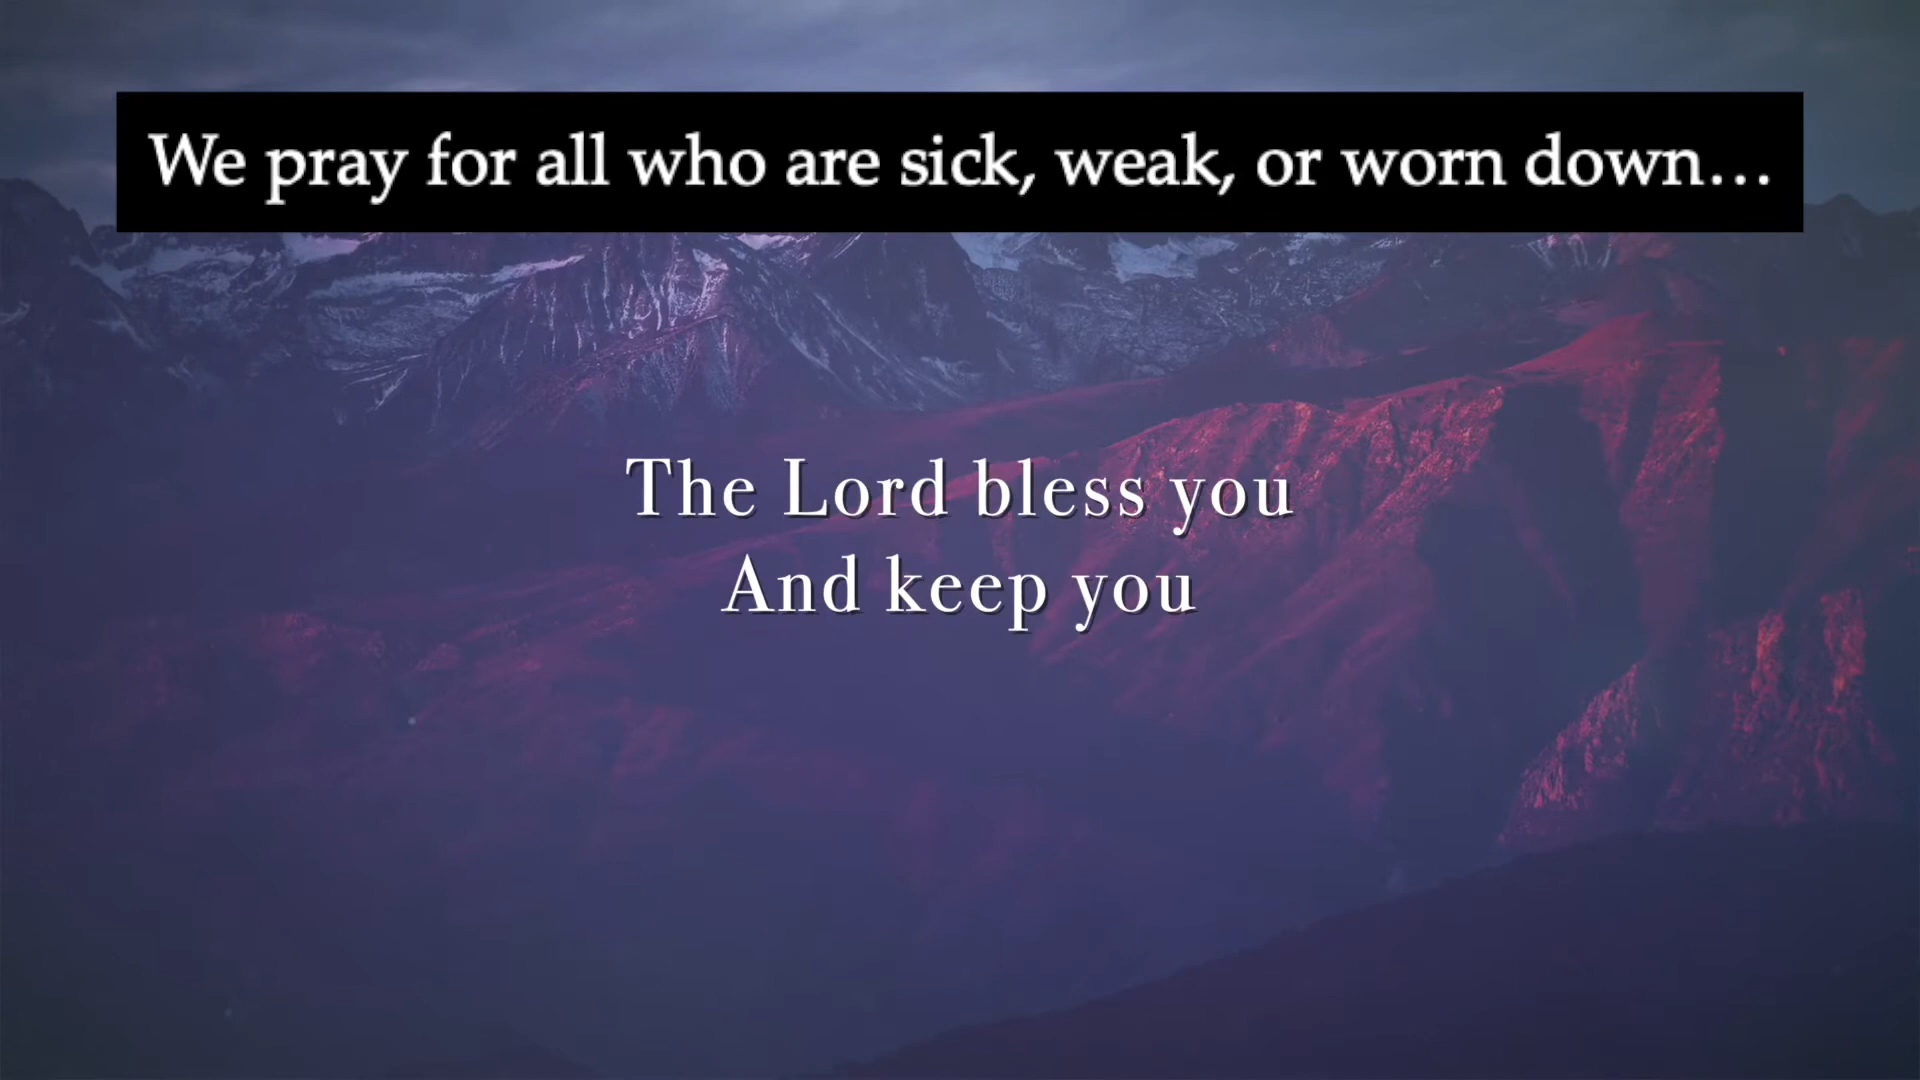 We pray for all who are sick, weak, or worn down…
The Lord bless you
And keep you